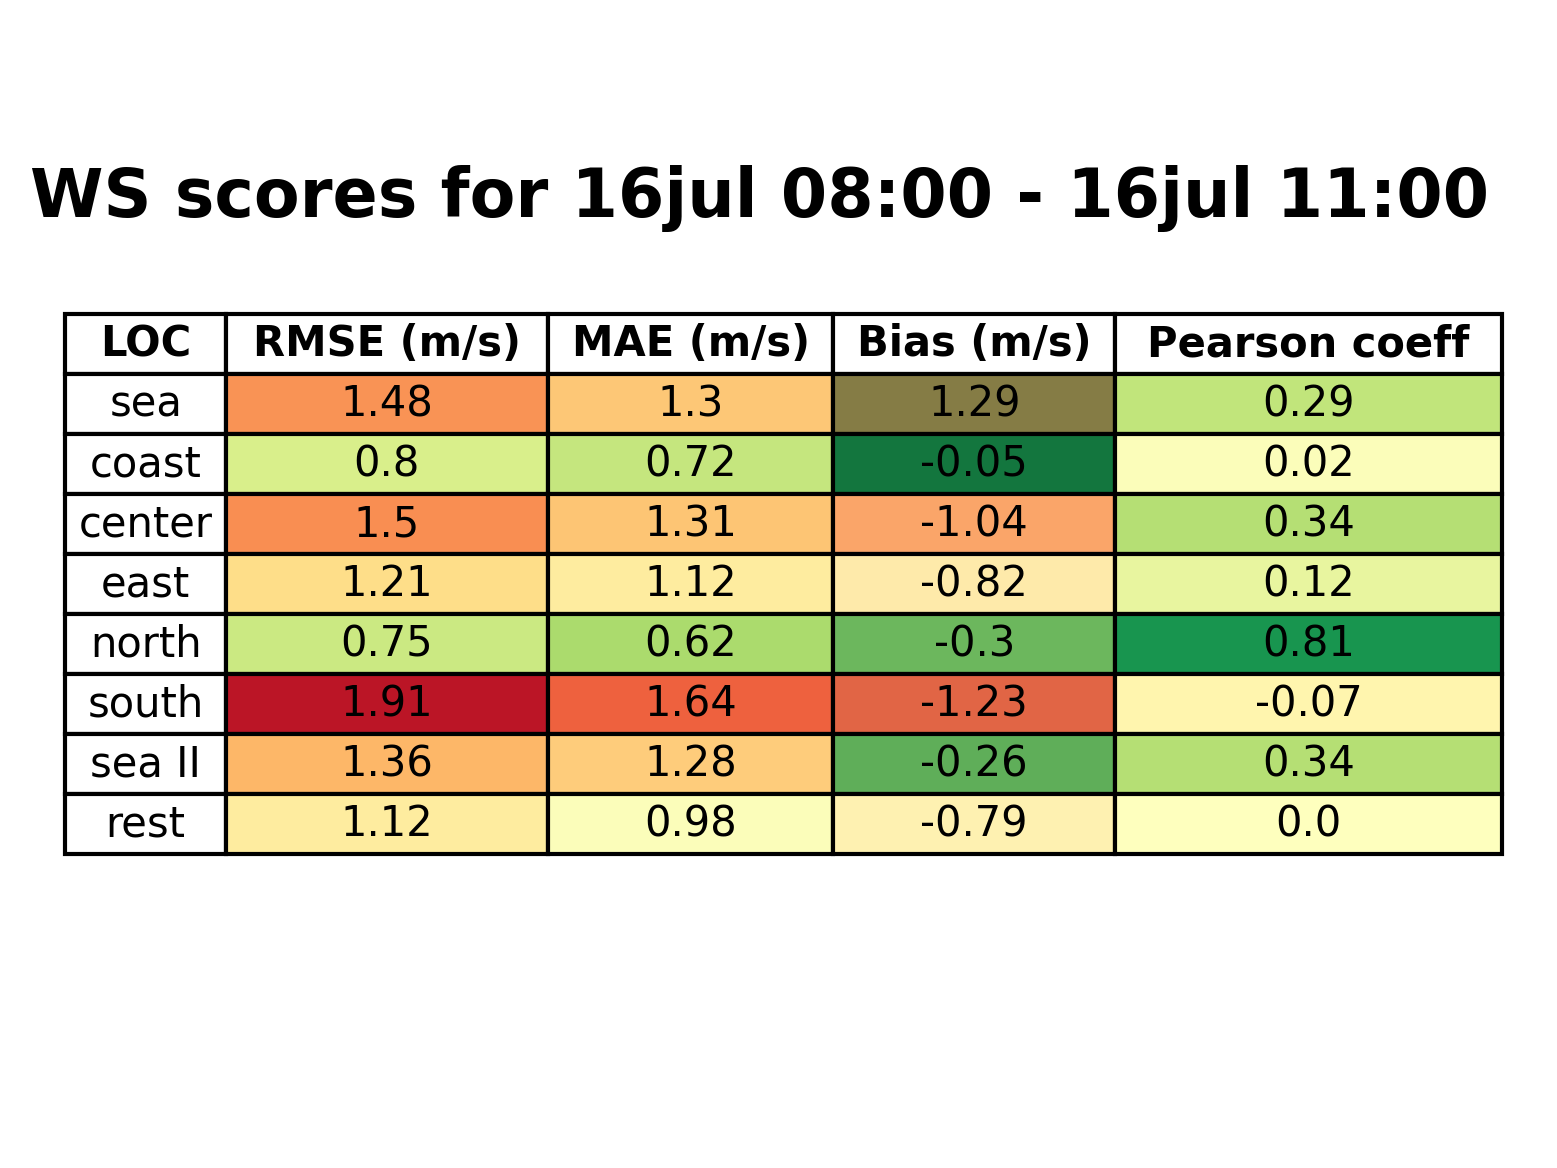 WS scores for 16jul 08:00 - 16jul 11:00
LOC RMSE (m/s) MAE (m/s) Bias (m/s) Pearson coeff
sea 1.48 1.3 1.29 0.29
coast 0.8 0.72 -0.05 0.02
center 1.5 1.31 -1.04 0.34
east 1.21 1.12 -0.82 0.12
north 0.75 0.62 -0.3 0.81
south 1.91 1.64 -1.23 -0.07
sea II 1.36 1.28 -0.26 0.34
rest 1.12 0.98 -0.79 0.0